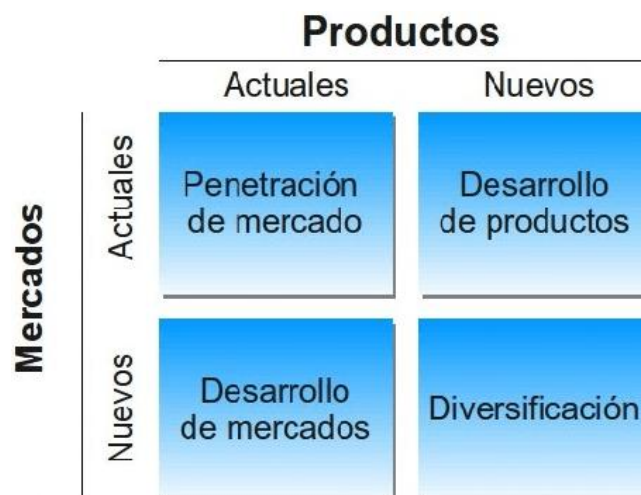 Productos
Actuales
Nuevos
Mercados
Actuales
Penetración
de mercado
Desarrollo
de productos
Nuevos
Desarrollo
de mercados
Diversificación